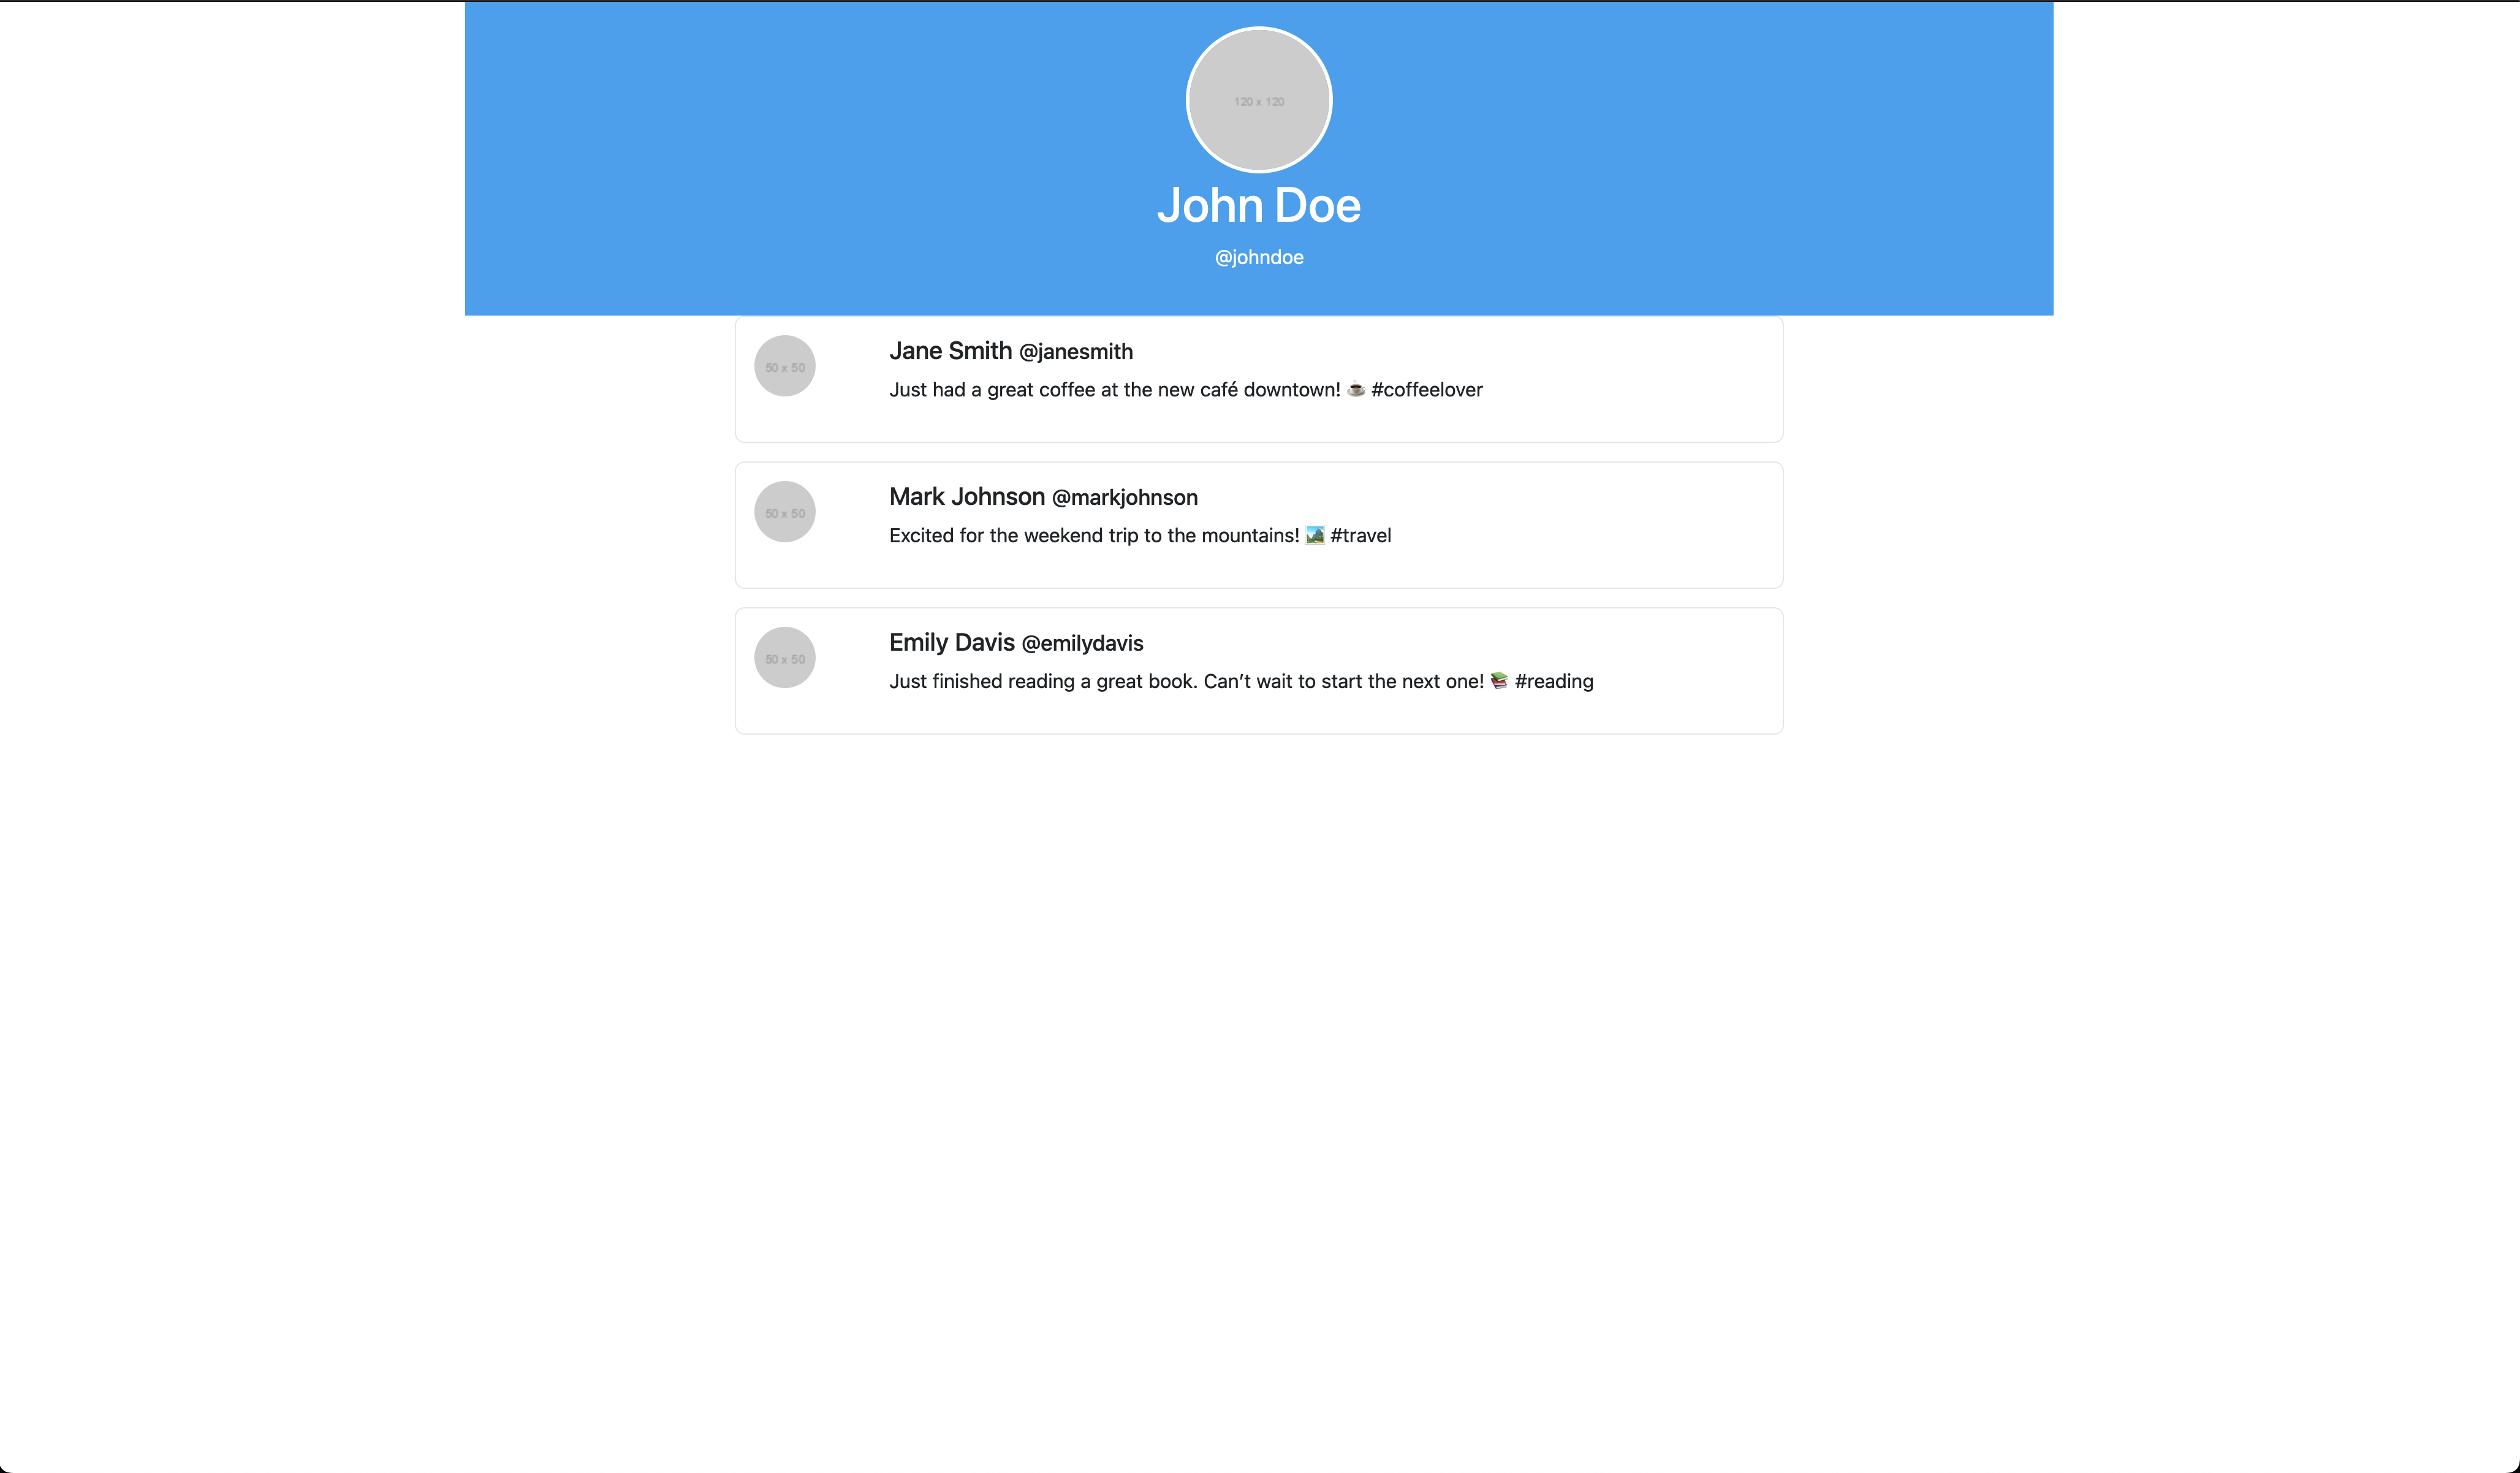 120 x 120
John Doe
@johndoe
50 x 50
Jane Smith @janesmith
Just had a great coffee at the new café downtown! ☕ #coffeelover
50 x 50
Mark Johnson @markjohnson
Excited for the weekend trip to the mountains! 🏞️ #travel
50 x 50
Emily Davis @emilydavis
Just finished reading a great book. Can’t wait to start the next one! 📚 #reading